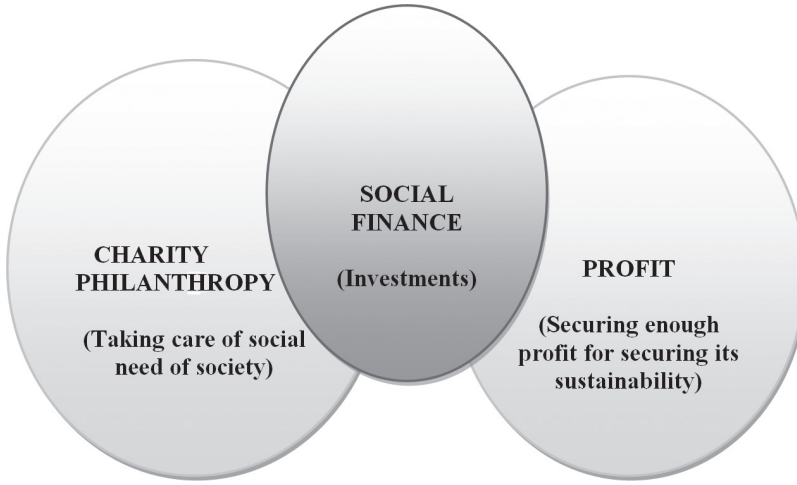 SOCIAL
FINANCE
(Investments)
CHARITY
PHILANTHROPY
(Taking care of social
need of society)
PROFIT
(Securing enough
profit for securing its
sustainability)